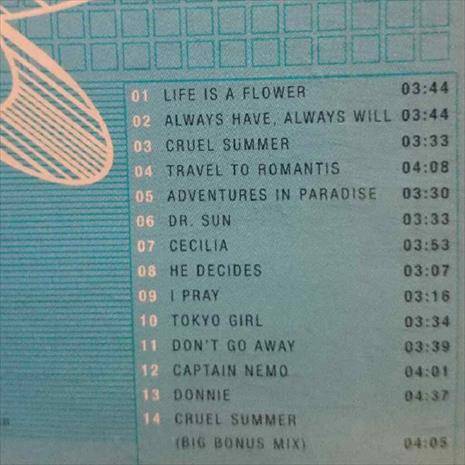 01 LIFE IS A FLOWER 03:44
02 ALWAYS HAVE, ALWAYS WILL 03:44
03 CRUEL SUMMER 03:33
04 TRAVEL TO ROMANTIS 04:08
05 ADVENTURES IN PARADISE 03:30
06 DR. SUN 03:33
07 CECILIA 03:53
08 HE DECIDES 03:07
09 I PRAY 03:16
10 TOKYO GIRL 03:34
11 DON'T GO AWAY 03:39
12 CAPTAIN NEMO 04:01
13 DONNIE 04:37
14 CRUEL SUMMER
(BIG BONUS MIX) 04:05